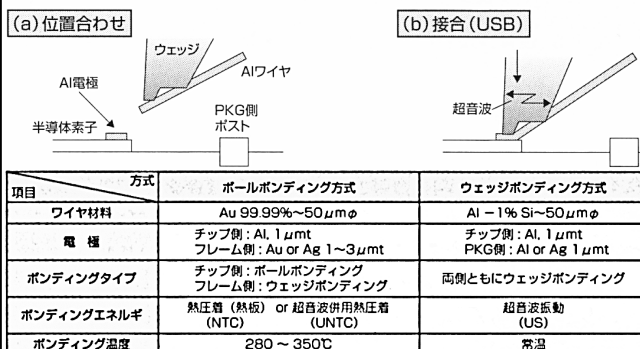 (a)位置合わせ
(b)接合(USB)
ウェッジ
Alワイヤ
Al電極
半導体素子
PKG側
ポスト
超音波
項目 方式 ボールボンディング方式 ウェッジボンディング方式
ワイヤ材料 Au 99.99%〜50μmφ Al −1% Si〜50μmφ
電極 チップ側：Al, 1μmt チップ側：Al, 1μmt
フレーム側：Au or Ag 1〜3μmt PKG側：Al or Ag 1μmt
ボンディングタイプ チップ側：ボールボンディング 両側ともにウェッジボンディング
フレーム側：ウェッジボンディング
ボンディングエネルギ 熱圧着（熱板） or 超音波併用熱圧着 超音波振動
(NTC) (UNTC) (US)
ボンディング温度 280 〜 350℃ 常温